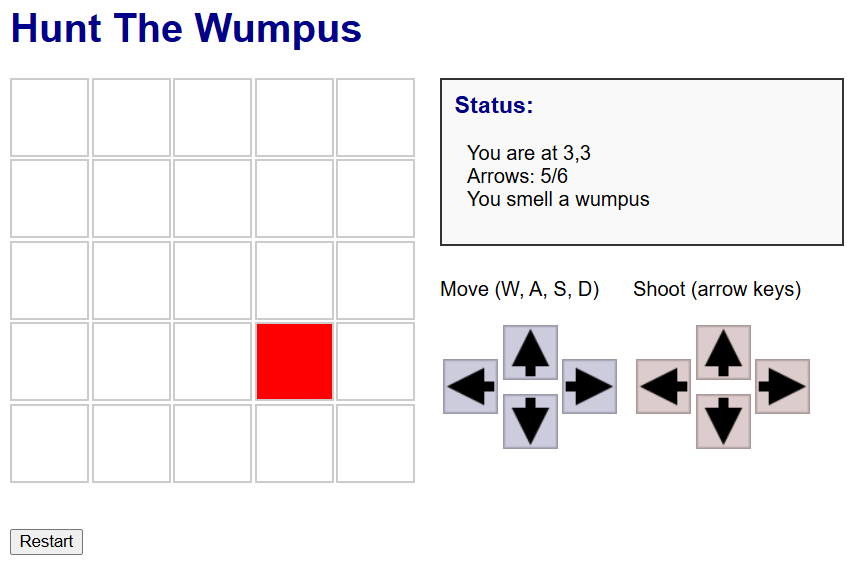 Hunt The Wumpus
Status:
You are at 3,3
Arrows: 5/6
You smell a wumpus
Move (W, A, S, D)
Shoot (arrow keys)
Restart